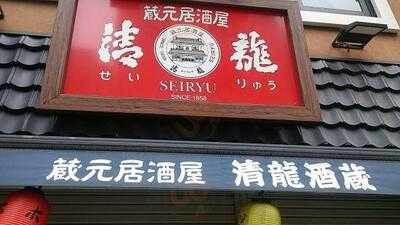 蔵元居酒屋
清 龍
せい りゅう
SEIRYU
SINCE 1856
蔵元居酒屋 清龍酒蔵